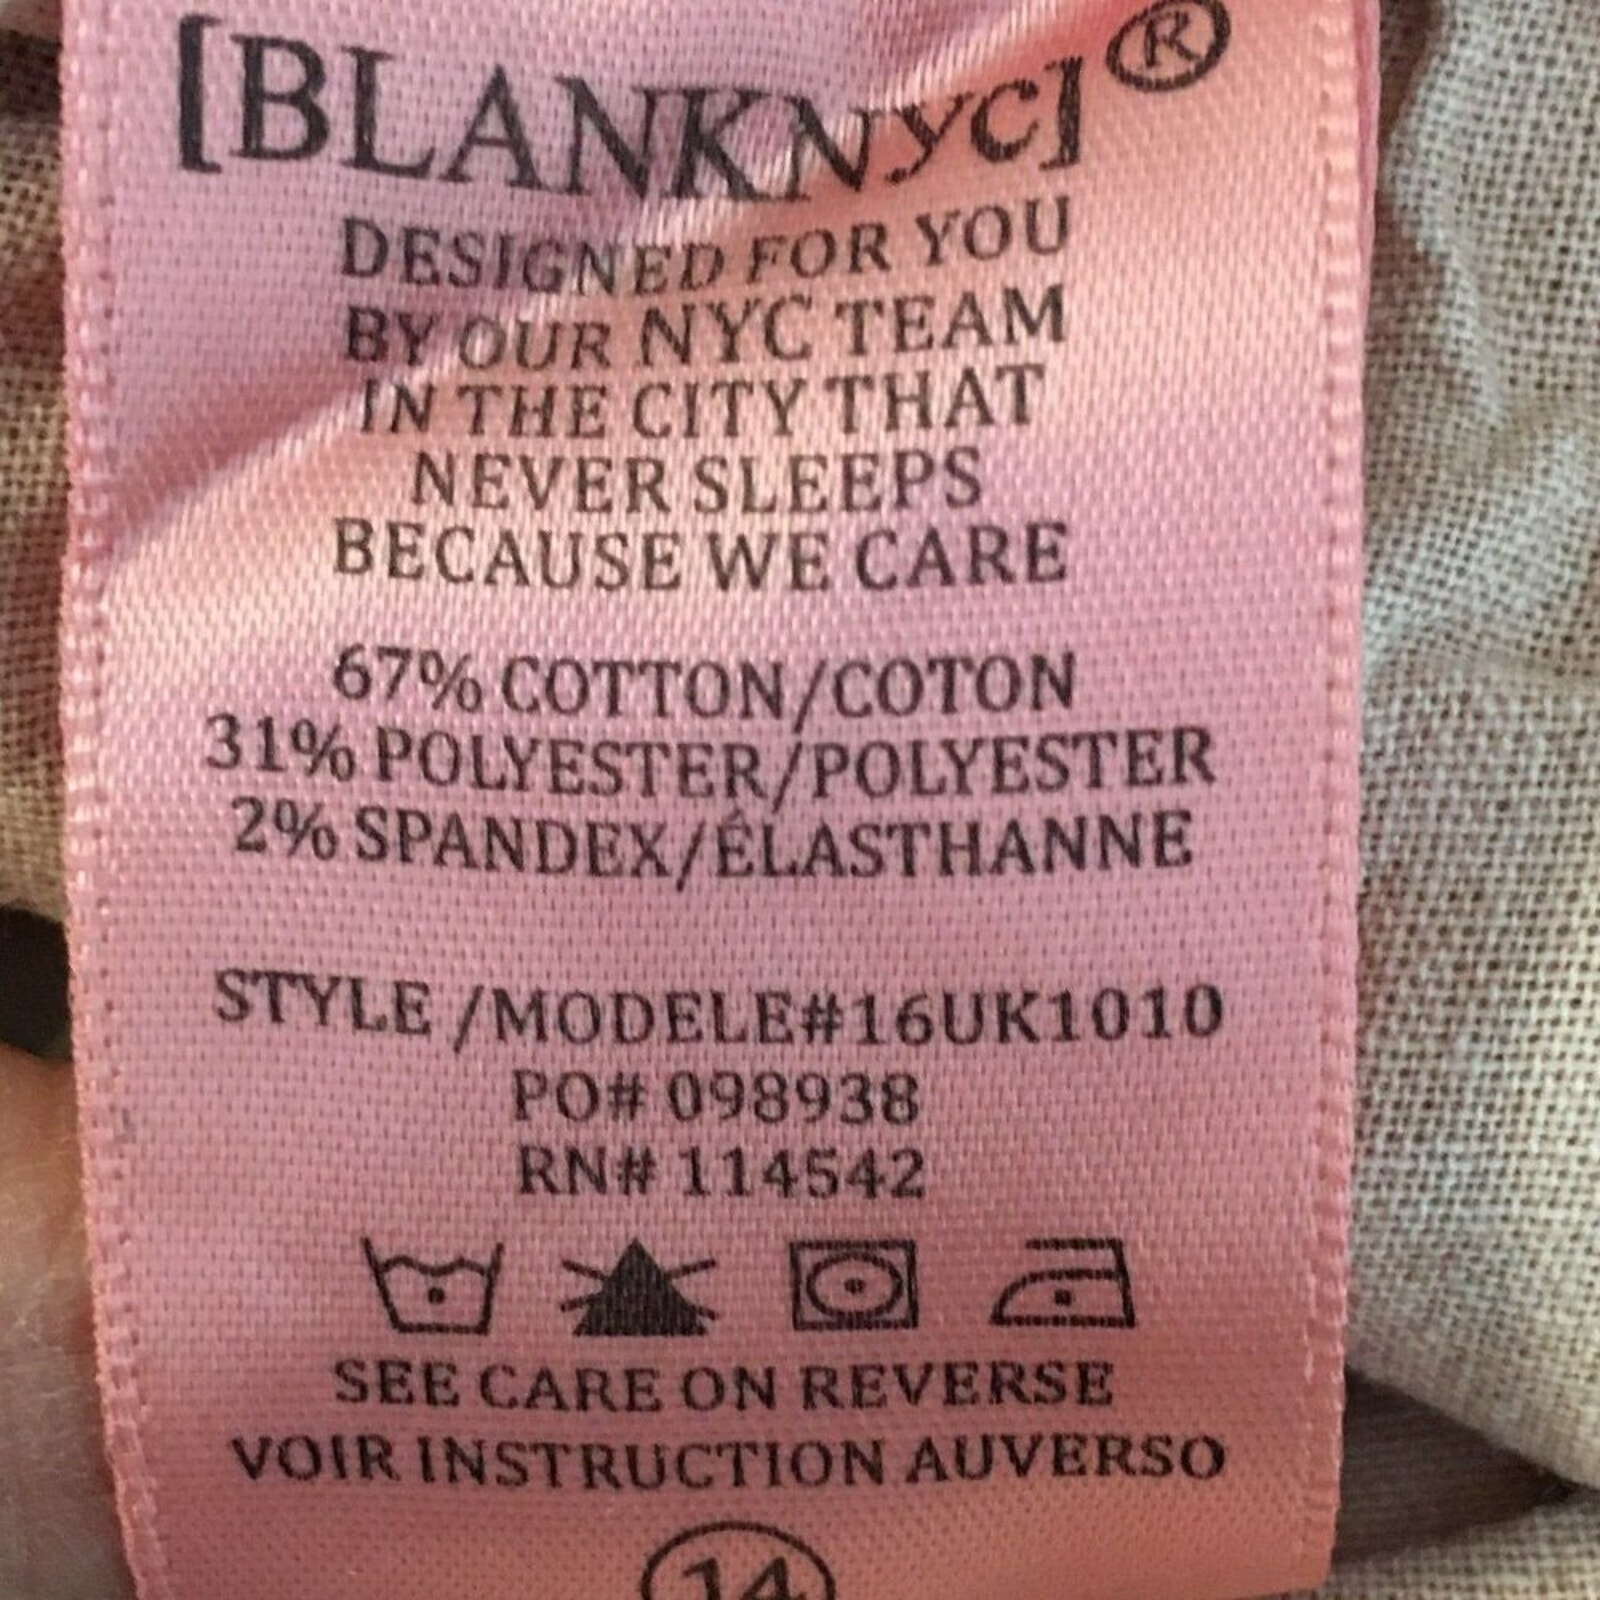 [BLANKNYC]®
DESIGNED FOR YOU
BY OUR NYC TEAM
IN THE CITY THAT
NEVER SLEEPS
BECAUSE WE CARE
67% COTTON/COTON
31% POLYESTER/POLYESTER
2% SPANDEX/ÉLASTHANNE
STYLE /MODELE#16UK1010
PO# 098938
RN# 114542
SEE CARE ON REVERSE
VOIR INSTRUCTION AUVERSO
14